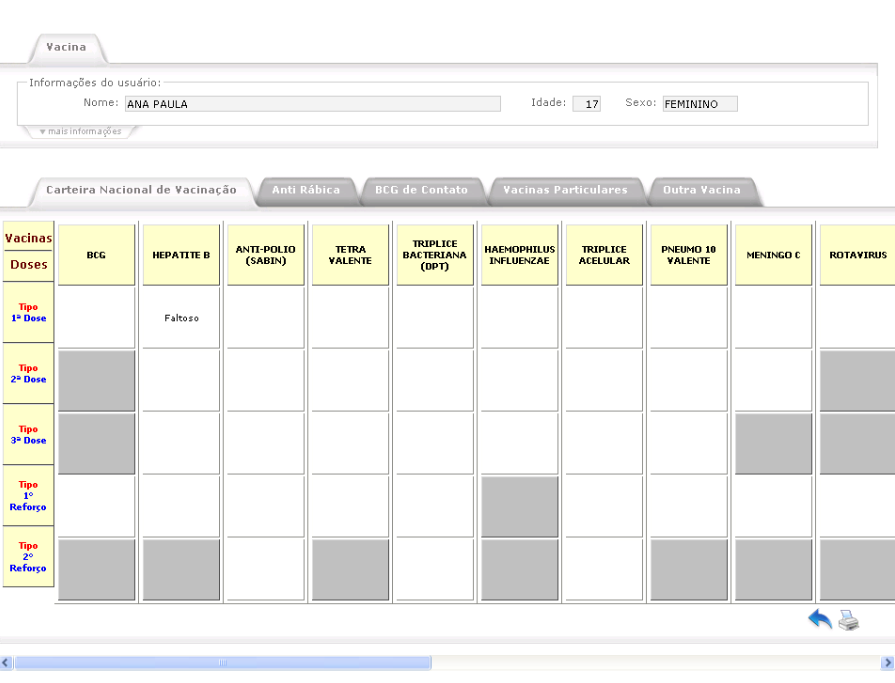 Vacina
Informações do usuário:
Nome: ANA PAULA Idade: 17 Sexo: FEMININO
▼ mais informações
Carteira Nacional de Vacinação Anti Rábica BCG de Contato Vacinas Particulares Outra Vacina
Vacinas
Doses
BCG
HEPATITE B
ANTI-POLIO
(SABIN)
TETRA
VALENTE
TRIPLICE
BACTERIANA
(DPT)
HAEMOPHILUS
INFLUENZAE
TRIPLICE
ACELULAR
PNEUMO 10
VALENTE
MENINGO C
ROTAVIRUS
Tipo
1ª Dose
Faltoso
Tipo
2ª Dose
Tipo
3ª Dose
Tipo
1º
Reforço
Tipo
2º
Reforço